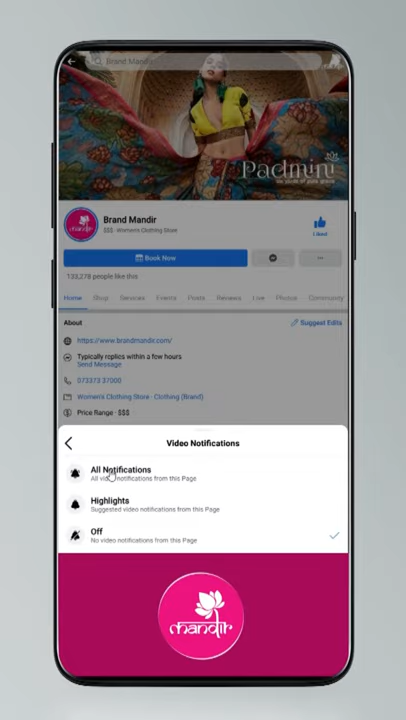 Brand Mandir
Padmini
Brand Mandir
$$$ · Women's Clothing Store
Liked
Book Now
133,278 people like this
Home Shop Services Events Posts Reviews Live Photos Community
About
Suggest Edits
https://www.brandmandir.com/
Typically replies within a few hours
Send Message
073373 37000
Women's Clothing Store · Clothing (Brand)
Price Range · $$$
Video Notifications
All Notifications
All video notifications from this Page
Highlights
Suggested video notifications from this Page
Off
No video notifications from this Page
mandir